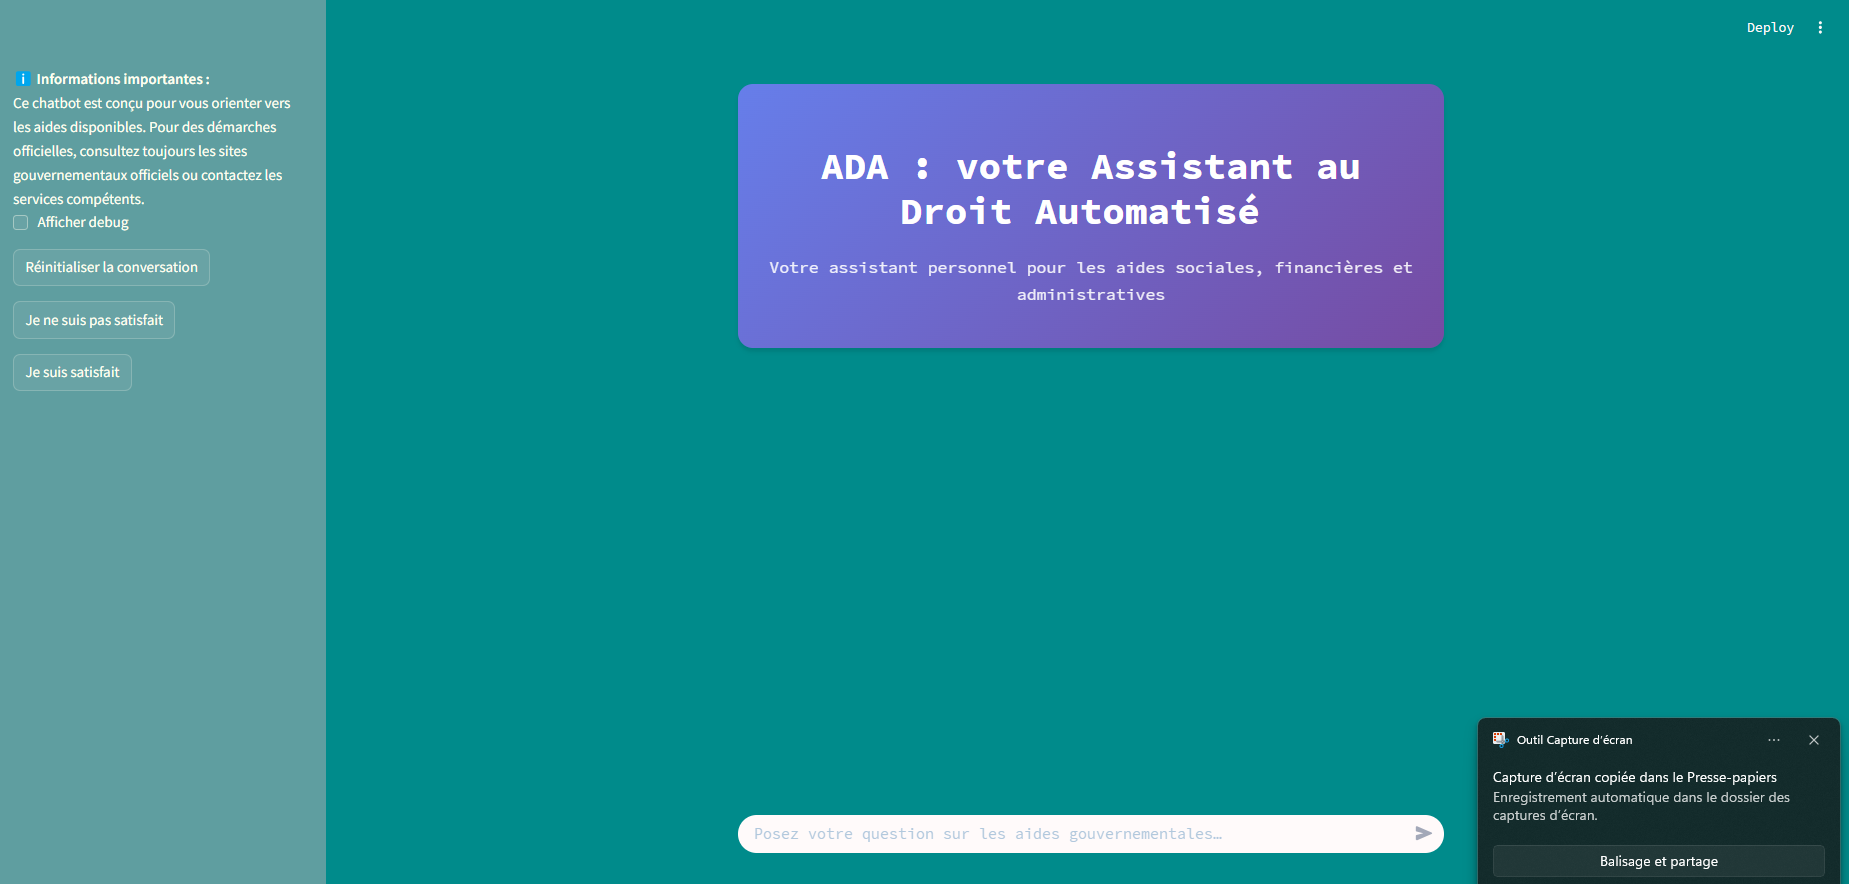 Deploy
ℹ️ Informations importantes :
Ce chatbot est conçu pour vous orienter vers
les aides disponibles. Pour des démarches
officielles, consultez toujours les sites
gouvernementaux officiels ou contactez les
services compétents.
Afficher debug
Réinitialiser la conversation
Je ne suis pas satisfait
Je suis satisfait
ADA : votre Assistant au
Droit Automatisé
Votre assistant personnel pour les aides sociales, financières et
administratives
Posez votre question sur les aides gouvernementales…
Outil Capture d'écran
Capture d'écran copiée dans le Presse-papiers
Enregistrement automatique dans le dossier des
captures d'écran.
Balisage et partage